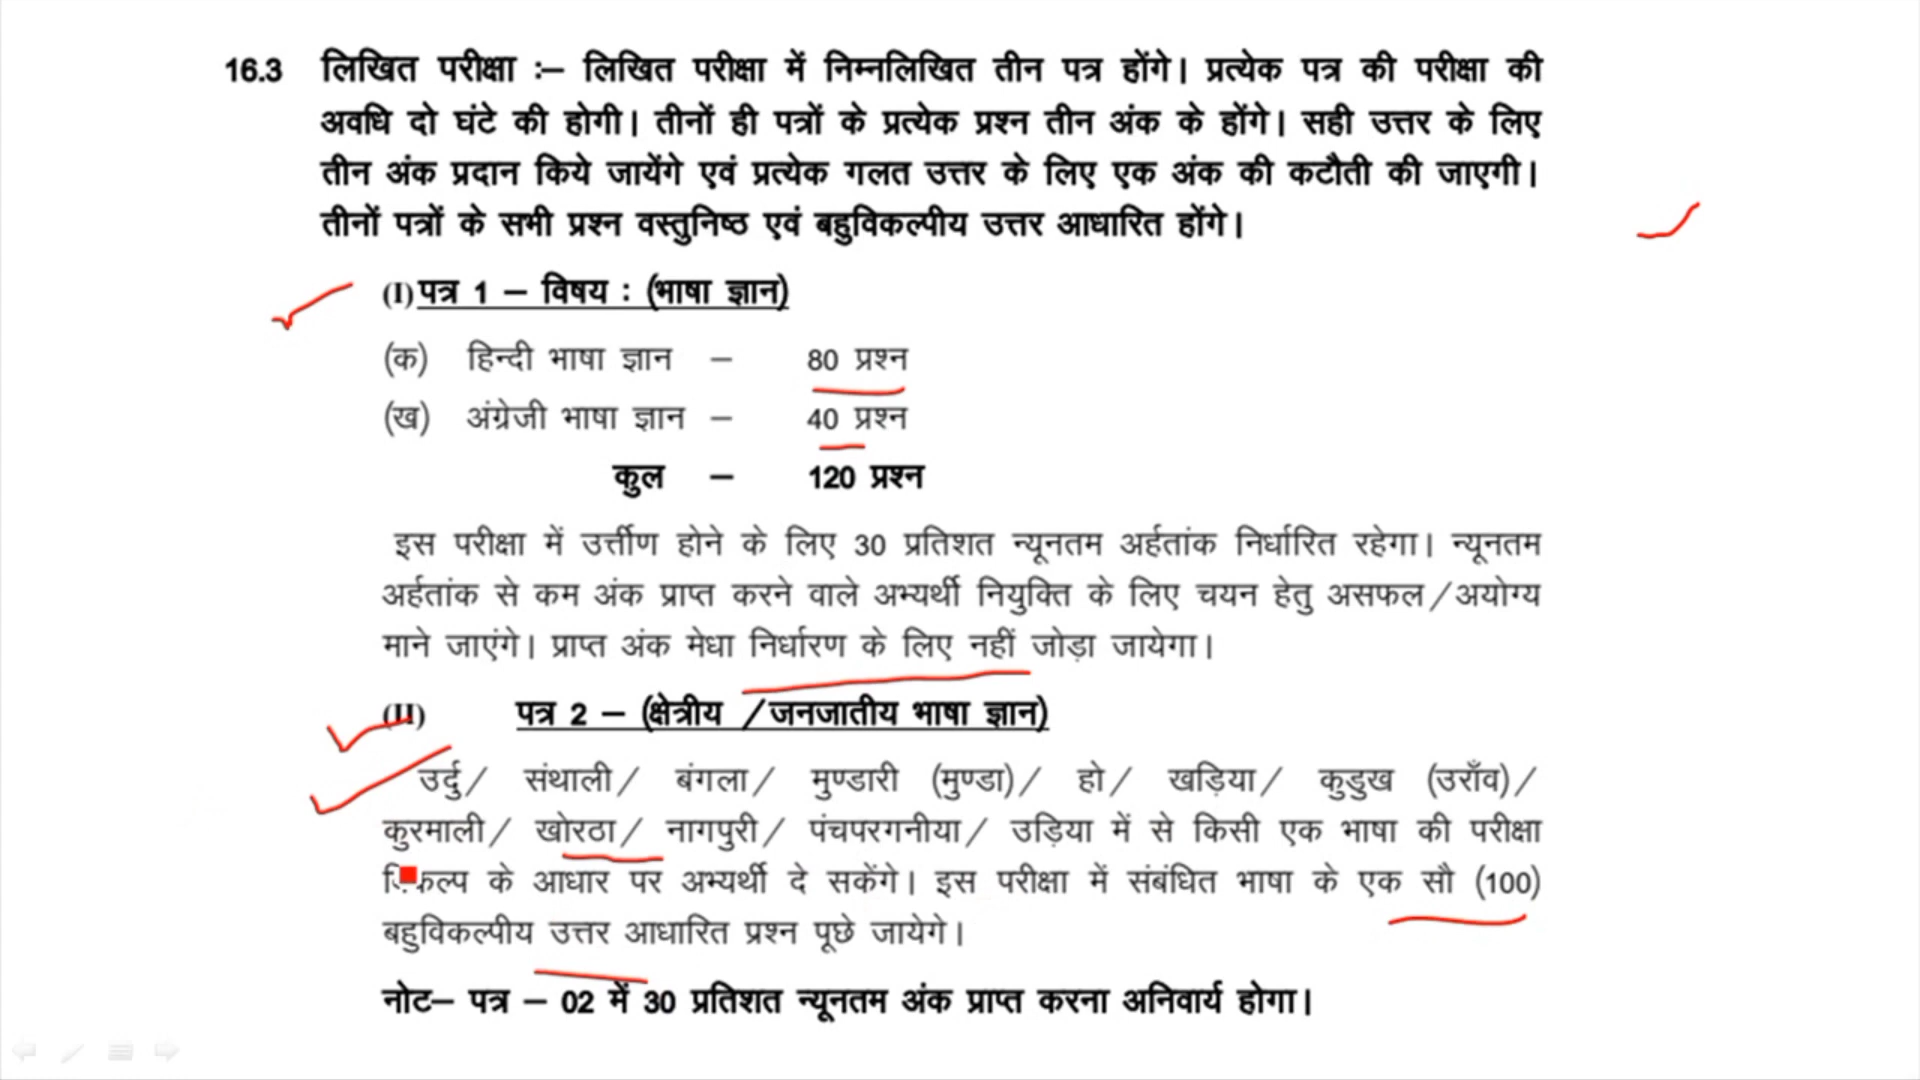 16.3 लिखित परीक्षा :– लिखित परीक्षा में निम्नलिखित तीन पत्र होंगे। प्रत्येक पत्र की परीक्षा की
अवधि दो घंटे की होगी। तीनों ही पत्रों के प्रत्येक प्रश्न तीन अंक के होंगे। सही उत्तर के लिए
तीन अंक प्रदान किये जायेंगे एवं प्रत्येक गलत उत्तर के लिए एक अंक की कटौती की जाएगी।
तीनों पत्रों के सभी प्रश्न वस्तुनिष्ठ एवं बहुविकल्पीय उत्तर आधारित होंगे।
(I) पत्र 1 – विषय : (भाषा ज्ञान)
(क) हिन्दी भाषा ज्ञान – 80 प्रश्न
(ख) अंग्रेजी भाषा ज्ञान – 40 प्रश्न
कुल – 120 प्रश्न
इस परीक्षा में उर्त्तीण होने के लिए 30 प्रतिशत न्यूनतम अर्हतांक निर्धारित रहेगा। न्यूनतम
अर्हतांक से कम अंक प्राप्त करने वाले अभ्यर्थी नियुक्ति के लिए चयन हेतु असफल/अयोग्य
माने जाएंगे। प्राप्त अंक मेधा निर्धारण के लिए नहीं जोड़ा जायेगा।
(II) पत्र 2 – (क्षेत्रीय /जनजातीय भाषा ज्ञान)
उर्दु/ संथाली/ बंगला/ मुण्डारी (मुण्डा)/ हो/ खड़िया/ कुडुख (उराँव)/
कुरमाली/ खोरठा/ नागपुरी/ पंचपरगनीया/ उड़िया में से किसी एक भाषा की परीक्षा
के आधार पर अभ्यर्थी दे सकेंगे। इस परीक्षा में संबंधित भाषा के एक सौ (100)
बहुविकल्पीय उत्तर आधारित प्रश्न पूछे जायेगे।
नोट– पत्र – 02 में 30 प्रतिशत न्यूनतम अंक प्राप्त करना अनिवार्य होगा।